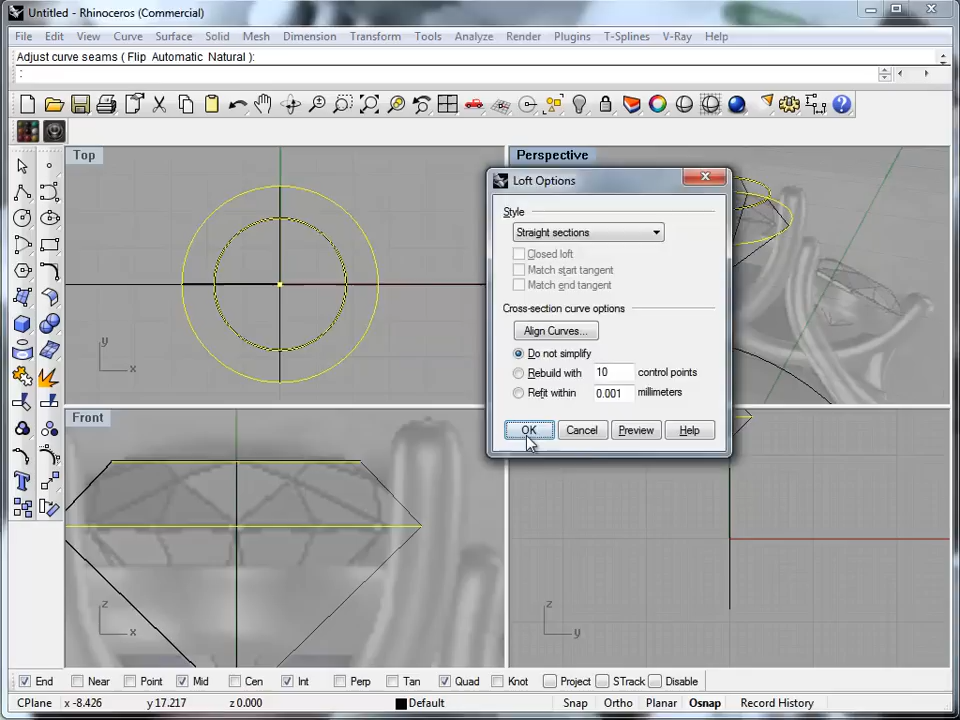 Untitled - Rhinoceros (Commercial)
File Edit View Curve Surface Solid Mesh Dimension Transform Tools Analyze Render Plugins T-Splines V-Ray Help
Adjust curve seams ( Flip Automatic Natural ):
:
Top
Perspective
Loft Options
Style
Straight sections
Closed loft
Match start tangent
Match end tangent
Cross-section curve options
Align Curves...
Do not simplify
Rebuild with 10 control points
Refit within 0.001 millimeters
OK Cancel Preview Help
y
x
Front
z
x
z
y
End Near Point Mid Cen Int Perp Tan Quad Knot Project STrack Disable
CPlane x -8.426 y 17.217 z 0.000 Default Snap Ortho Planar Osnap Record History